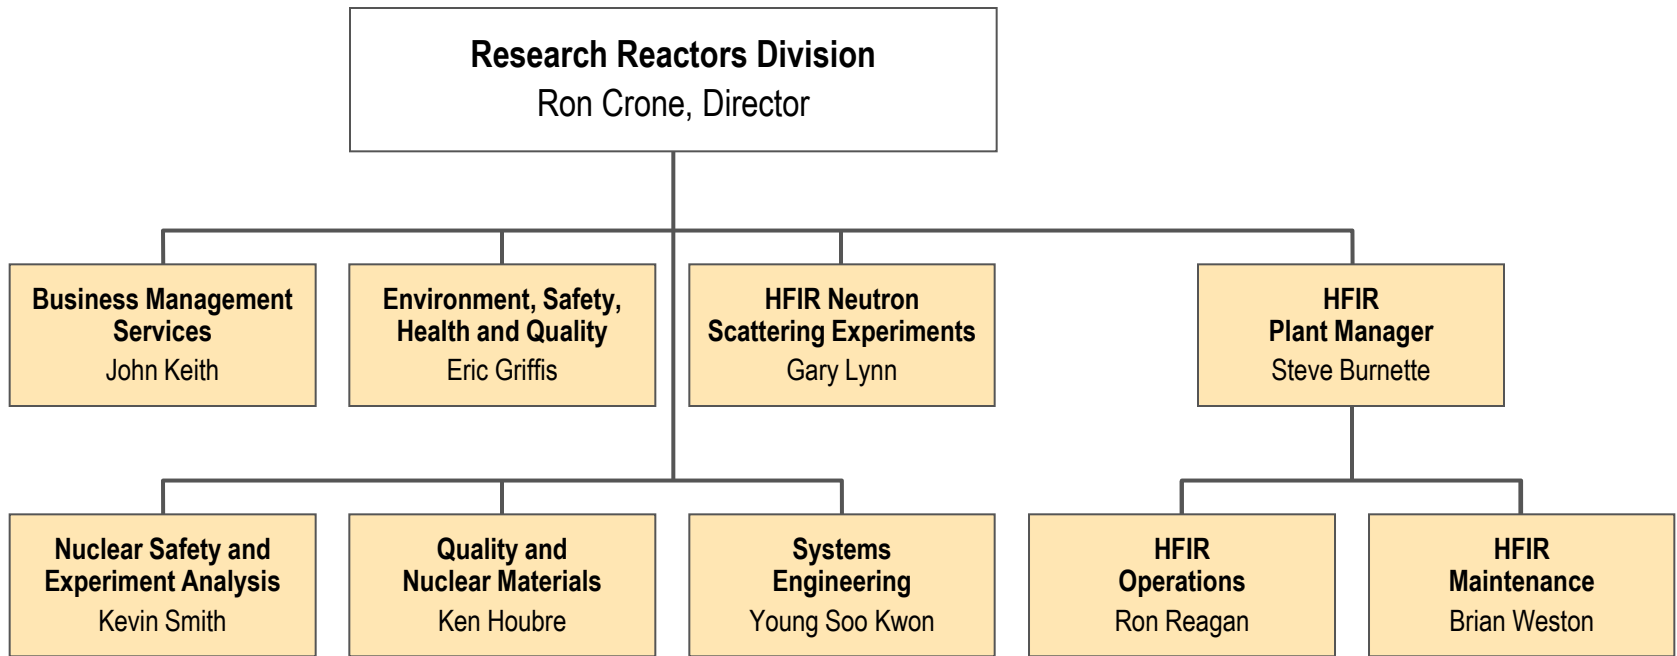 Research Reactors Division
Ron Crone, Director
Business Management
Services
John Keith
Environment, Safety,
Health and Quality
Eric Griffis
HFIR Neutron
Scattering Experiments
Gary Lynn
HFIR
Plant Manager
Steve Burnette
Nuclear Safety and
Experiment Analysis
Kevin Smith
Quality and
Nuclear Materials
Ken Houbre
Systems
Engineering
Young Soo Kwon
HFIR
Operations
Ron Reagan
HFIR
Maintenance
Brian Weston